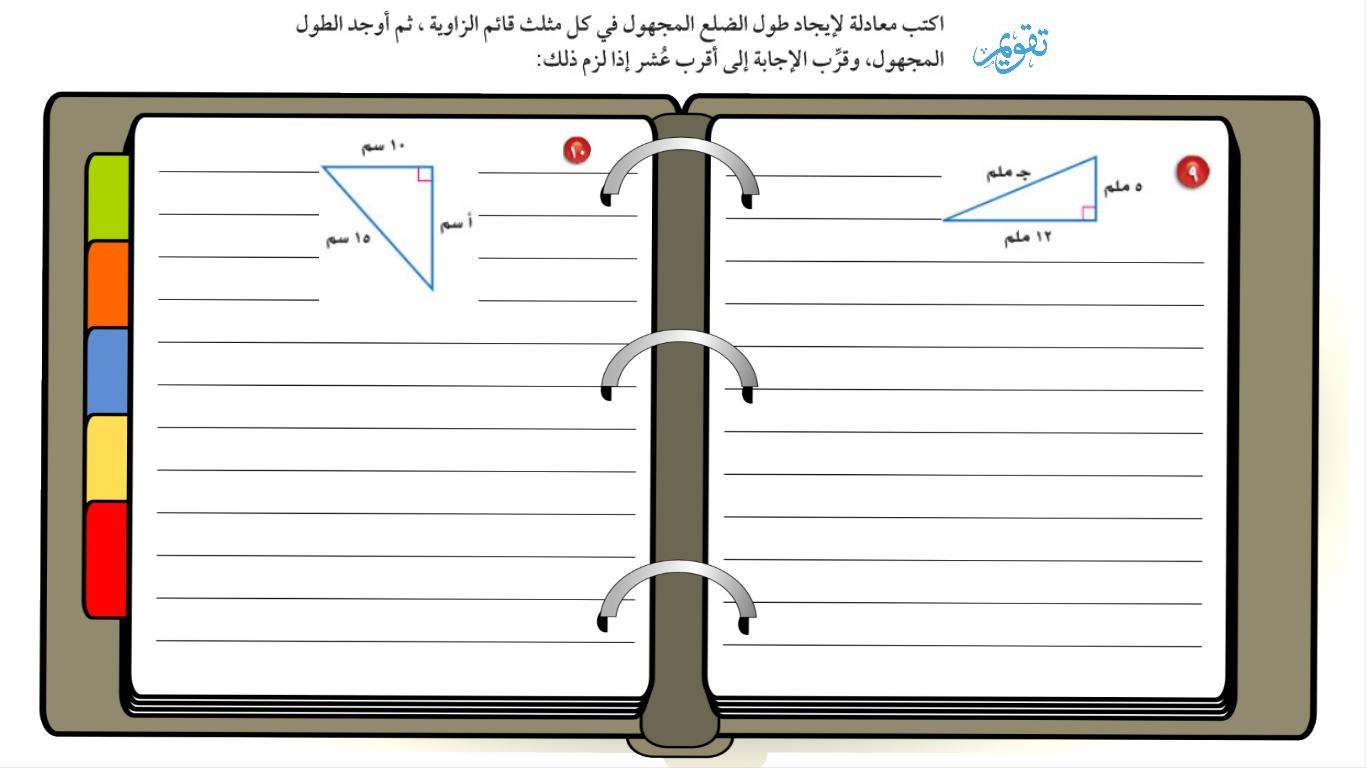 تقويم
اكتب معادلة لإيجاد طول الضلع المجهول في كل مثلث قائم الزاوية ، ثم أوجد الطول
المجهول، وقرِّب الإجابة إلى أقرب عُشر إذا لزم ذلك:
٩
جـ ملم
٥ ملم
١٢ ملم
١٠
١٠ سم
أ سم
١٥ سم